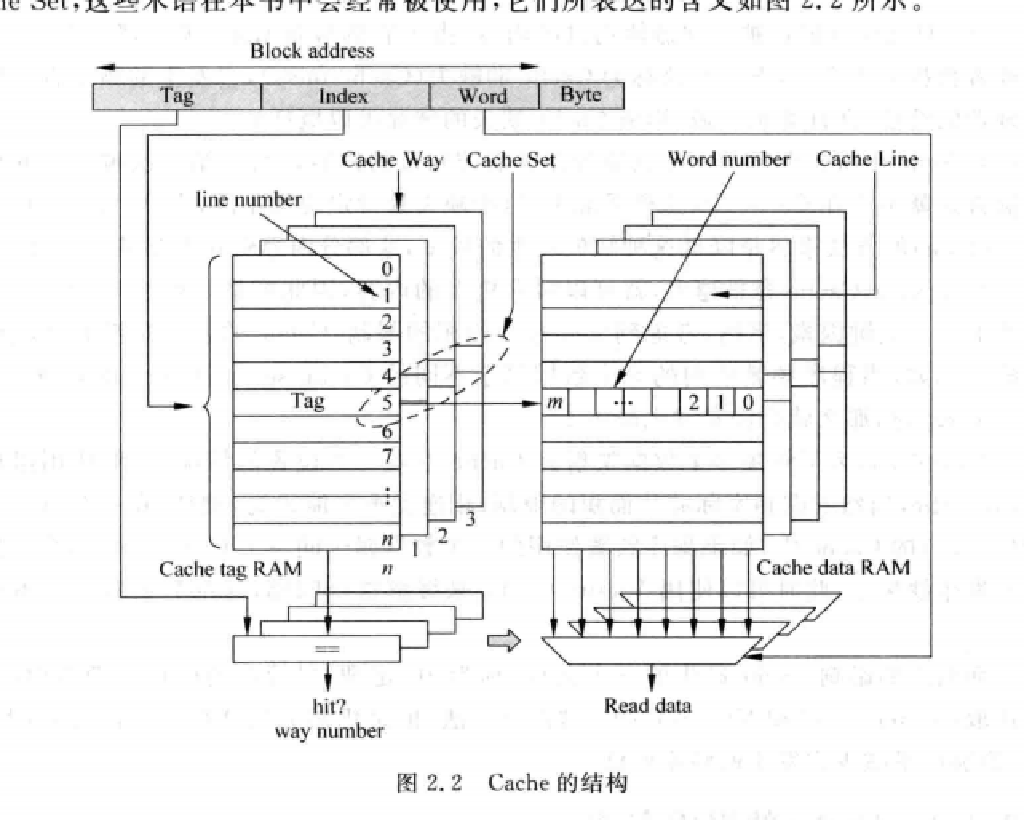 ne Set,这些术语在本书中会经常被使用,它们所表达的含义如图 2.2 所示。
Block address
Tag Index Word Byte
Cache Way Cache Set Word number Cache Line
line number
0
1
2
3
4
Tag 5 m … 2 1 0
6
7
⋮
n 1 2 3
Cache tag RAM n Cache data RAM
==
hit?
way number
Read data
图 2.2 Cache 的结构